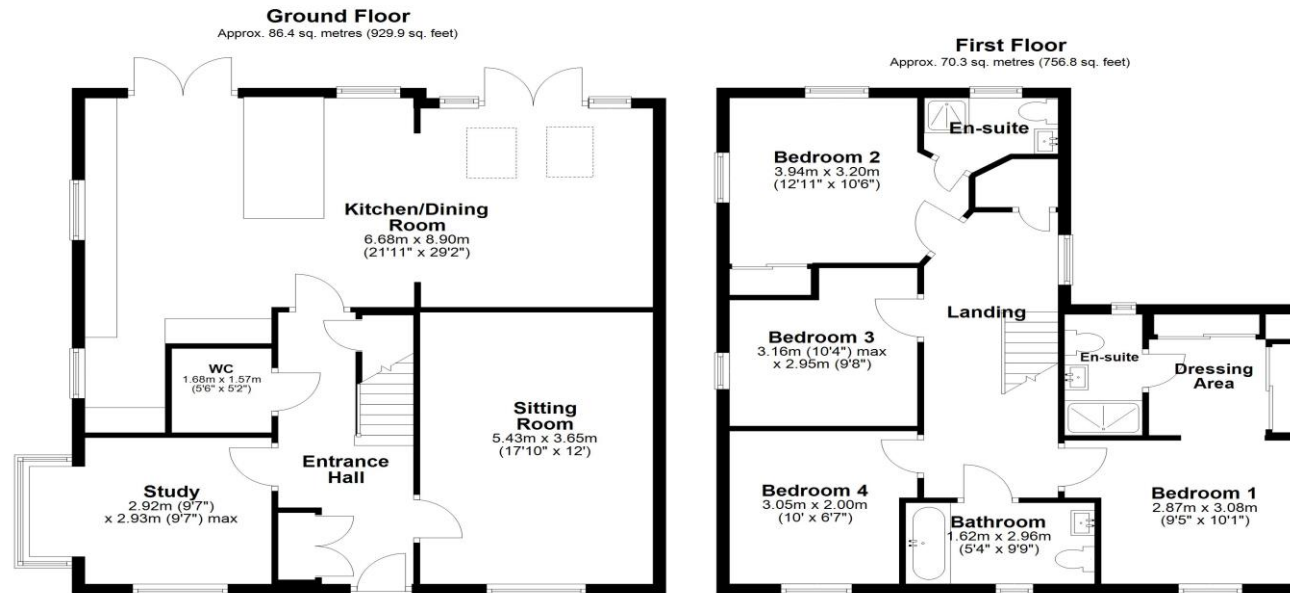 Ground Floor
Approx. 86.4 sq. metres (929.9 sq. feet)
Kitchen/Dining
Room
6.68m x 8.90m
(21'11" x 29'2")
WC
1.68m x 1.57m
(5'6" x 5'2")
Sitting
Room
5.43m x 3.65m
(17'10" x 12')
Entrance
Hall
Study
2.92m (9'7")
x 2.93m (9'7") max
First Floor
Approx. 70.3 sq. metres (756.8 sq. feet)
En-suite
Bedroom 2
3.94m x 3.20m
(12'11" x 10'6")
Landing
Bedroom 3
3.16m (10'4") max
x 2.95m (9'8")
En-suite
Dressing
Area
Bedroom 4
3.05m x 2.00m
(10' x 6'7")
Bathroom
1.62m x 2.96m
(5'4" x 9'9")
Bedroom 1
2.87m x 3.08m
(9'5" x 10'1")